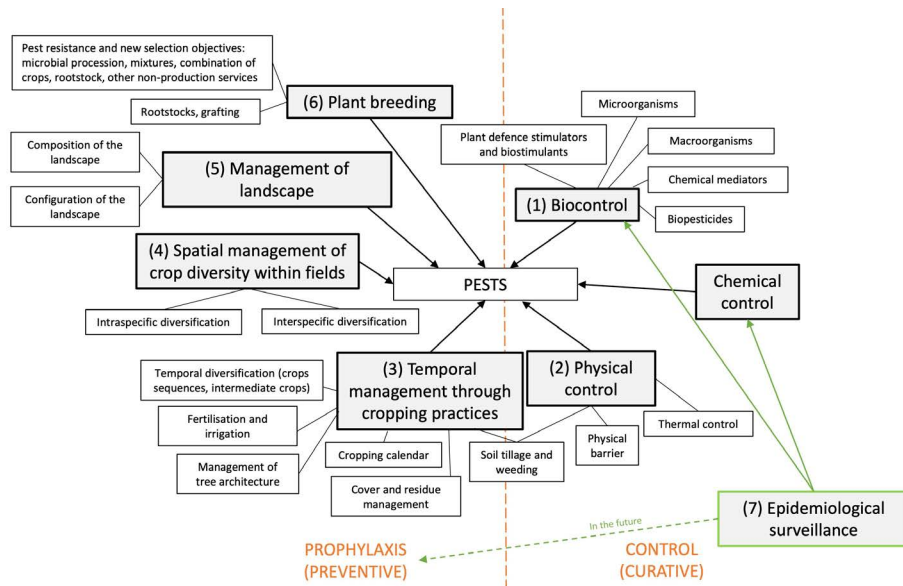 Pest resistance and new selection objectives:
microbial procession, mixtures, combination of
crops, rootstock, other non-production services
(6) Plant breeding
Rootstocks, grafting
Microorganisms
Plant defence stimulators
and biostimulants
Macroorganisms
Composition of the
landscape
(5) Management of
landscape
Chemical mediators
Configuration of the
landscape
(1) Biocontrol
Biopesticides
(4) Spatial management of
crop diversity within fields
PESTS
Chemical
control
Intraspecific diversification
Interspecific diversification
Temporal diversification (crops
sequences, intermediate crops)
(3) Temporal
management through
cropping practices
(2) Physical
control
Fertilisation and
irrigation
Thermal control
Management of
tree architecture
Cropping calendar
Soil tillage and
weeding
Physical
barrier
Cover and residue
management
(7) Epidemiological
surveillance
In the future
PROPHYLAXIS
(PREVENTIVE)
CONTROL
(CURATIVE)